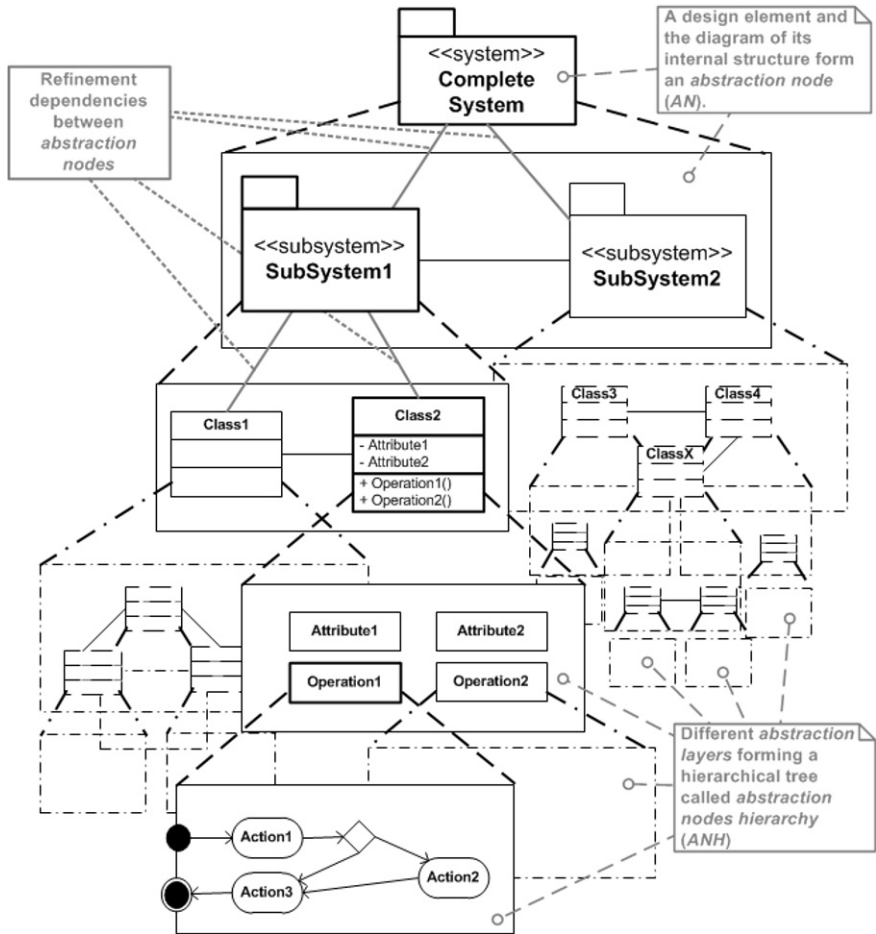 <<system>>
Complete
System
A design element and
the diagram of its
internal structure form
an abstraction node
(AN).
Refinement
dependencies
between
abstraction
nodes
<<subsystem>>
SubSystem1
<<subsystem>>
SubSystem2
Class1
Class2
- Attribute1
- Attribute2
+ Operation1()
+ Operation2()
Class3
Class4
ClassX
Attribute1
Attribute2
Operation1
Operation2
Different abstraction
layers forming a
hierarchical tree
called abstraction
nodes hierarchy
(ANH)
Action1
Action3
Action2